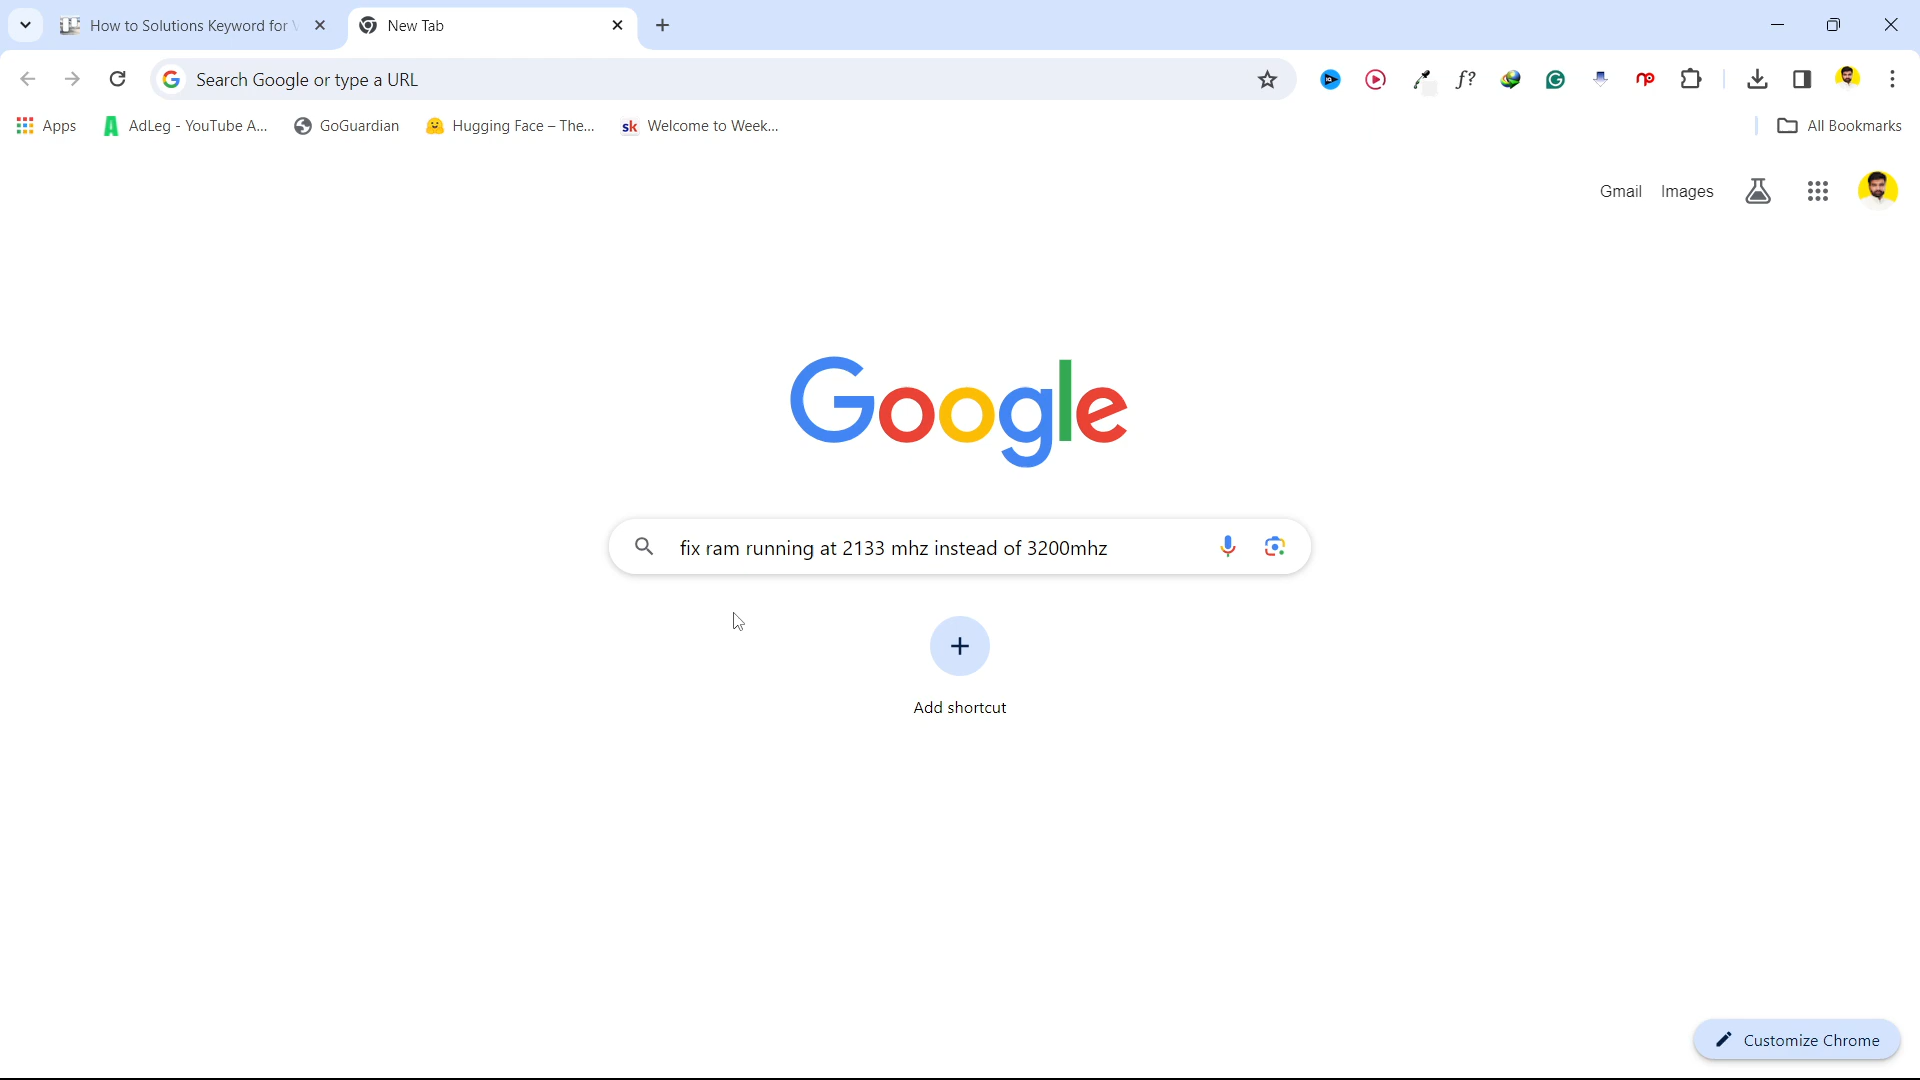 How to Solutions Keyword for
New Tab
Search Google or type a URL
Apps
AdLeg - YouTube A...
GoGuardian
Hugging Face – The...
sk Welcome to Week...
All Bookmarks
Gmail
Images
Google
fix ram running at 2133 mhz instead of 3200mhz
Add shortcut
Customize Chrome